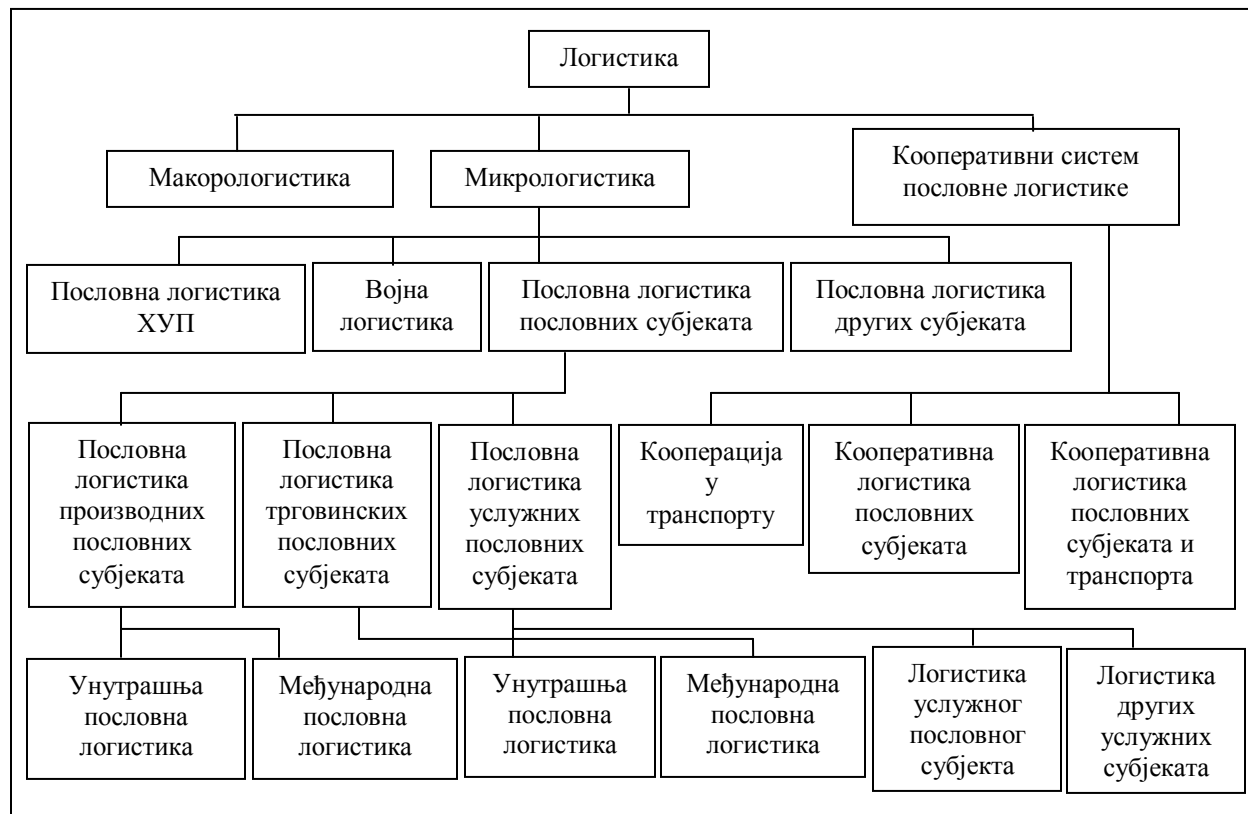 Логистика
Макорологистика
Микрологистика
Кооперативни систем
пословне логистике
Пословна логистика
ХУП
Војна
логистика
Пословна логистика
пословних субјеката
Пословна логистика
других субјеката
Пословна
логистика
производних
пословних
субјеката
Пословна
логистика
трговинских
пословних
субјеката
Пословна
логистика
услужних
пословних
субјеката
Кооперација
у
транспорту
Кооперативна
логистика
пословних
субјеката
Кооперативна
логистика
пословних
субјеката и
транспорта
Унутрашња
пословна
логистика
Међународна
пословна
логистика
Унутрашња
пословна
логистика
Међународна
пословна
логистика
Логистика
услужног
пословног
субјекта
Логистика
других
услужних
субјеката